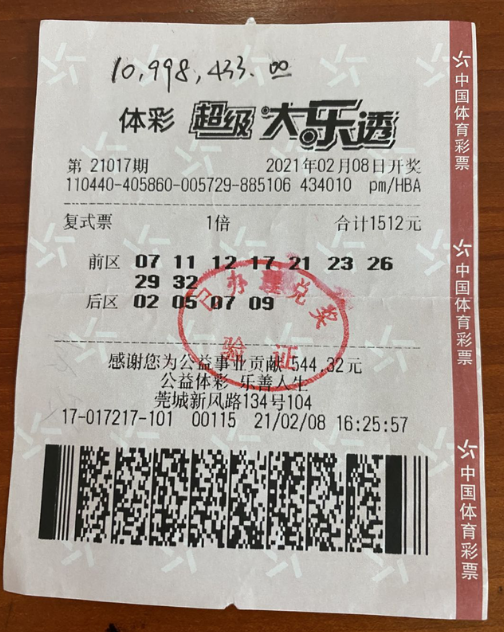 10,998,433.00
体彩 超级大乐透
第 21017期 2021年02月08日开奖
110440-405860-005729-885106 434010 pm/HBA
复式票 1倍 合计1512元
前区 07 11 12 17 21 23 26
29 32
后区 02 05 07 09
已办理兑奖
验证
感谢您为公益事业贡献 544.32元
公益体彩 乐善人生
莞城新风路134号104
17-017217-101 00115 21/02/08 16:25:57
中国体育彩票
中国体育彩票
中国体育彩票